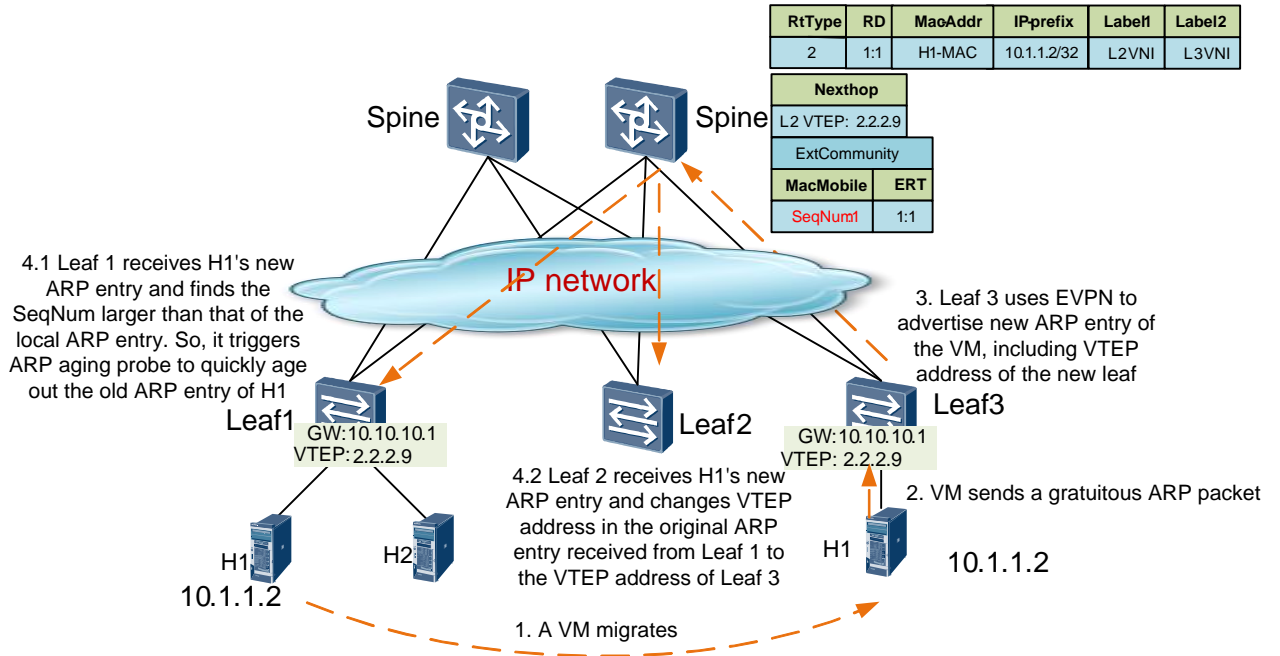 RtType RD MacAddr IP-prefix Label1 Label2
2 1:1 H1-MAC 10.1.1.2/32 L2VNI L3VNI
Nexthop
L2 VTEP: 2.2.2.9
ExtCommunity
MacMobile ERT
SeqNum:1 1:1
Spine
Spine
IP network
4.1 Leaf 1 receives H1's new
ARP entry and finds the
SeqNum larger than that of the
local ARP entry. So, it triggers
ARP aging probe to quickly age
out the old ARP entry of H1
3. Leaf 3 uses EVPN to
advertise new ARP entry of
the VM, including VTEP
address of the new leaf
Leaf1
GW:10.10.10.1
VTEP: 2.2.2.9
Leaf2
Leaf3
GW:10.10.10.1
VTEP: 2.2.2.9
4.2 Leaf 2 receives H1's new
ARP entry and changes VTEP
address in the original ARP
entry received from Leaf 1 to
the VTEP address of Leaf 3
2. VM sends a gratuitous ARP packet
H1
10.1.1.2
H2
H1
10.1.1.2
1. A VM migrates